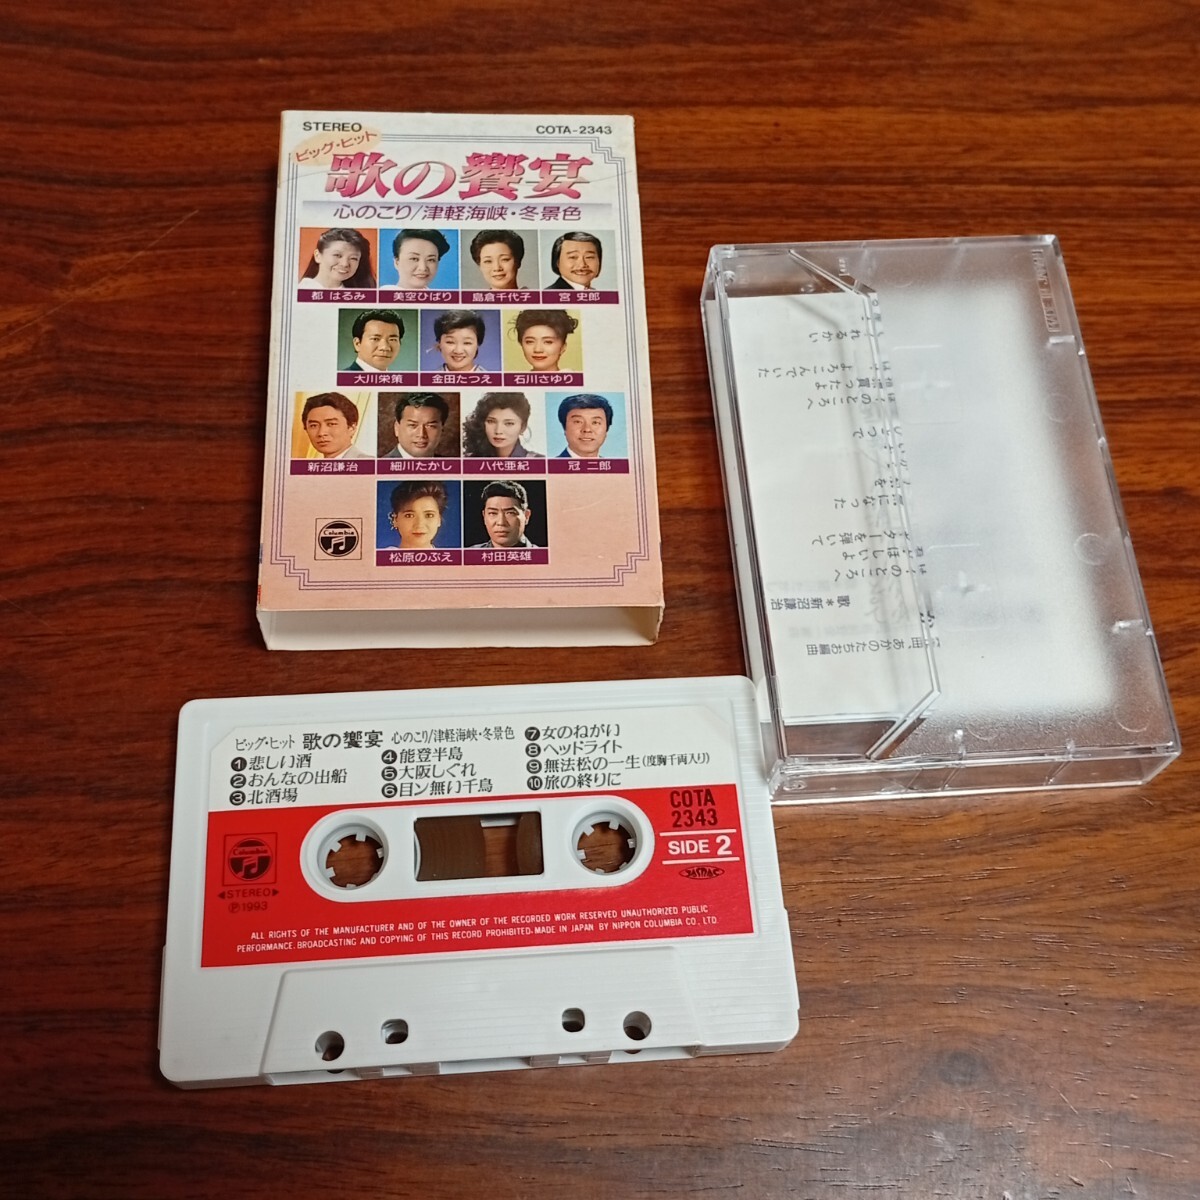 STEREO
COTA-2343
ビッグ・ヒット
歌の饗宴
心のこり/津軽海峡・冬景色
都 はるみ
美空ひばり
島倉千代子
宮 史郎
大川栄策
金田たつえ
石川さゆり
新沼謙治
細川たかし
八代亜紀
冠 二郎
Columbia
松原のぶえ
村田英雄
歌*新沼謙治
ビッグ・ヒット 歌の饗宴 心のこり/津軽海峡・冬景色
❶悲しい酒
❷おんなの出船
❸北酒場
❹能登半島
❺大阪しぐれ
❻目ン無い千鳥
❼女のねがい
❽ヘッドライト
❾無法松の一生(度胸千両入り)
❿旅の終りに
COTA
2343
SIDE 2
JASRAC
Columbia
◀STEREO▶
Ⓟ1993
ALL RIGHTS OF THE MANUFACTURER AND OF THE OWNER OF THE RECORDED WORK RESERVED UNAUTHORIZED PUBLIC
PERFORMANCE. BROADCASTING AND COPYING OF THIS RECORD PROHIBITED. MADE IN JAPAN BY NIPPON COLUMBIA CO., LTD.